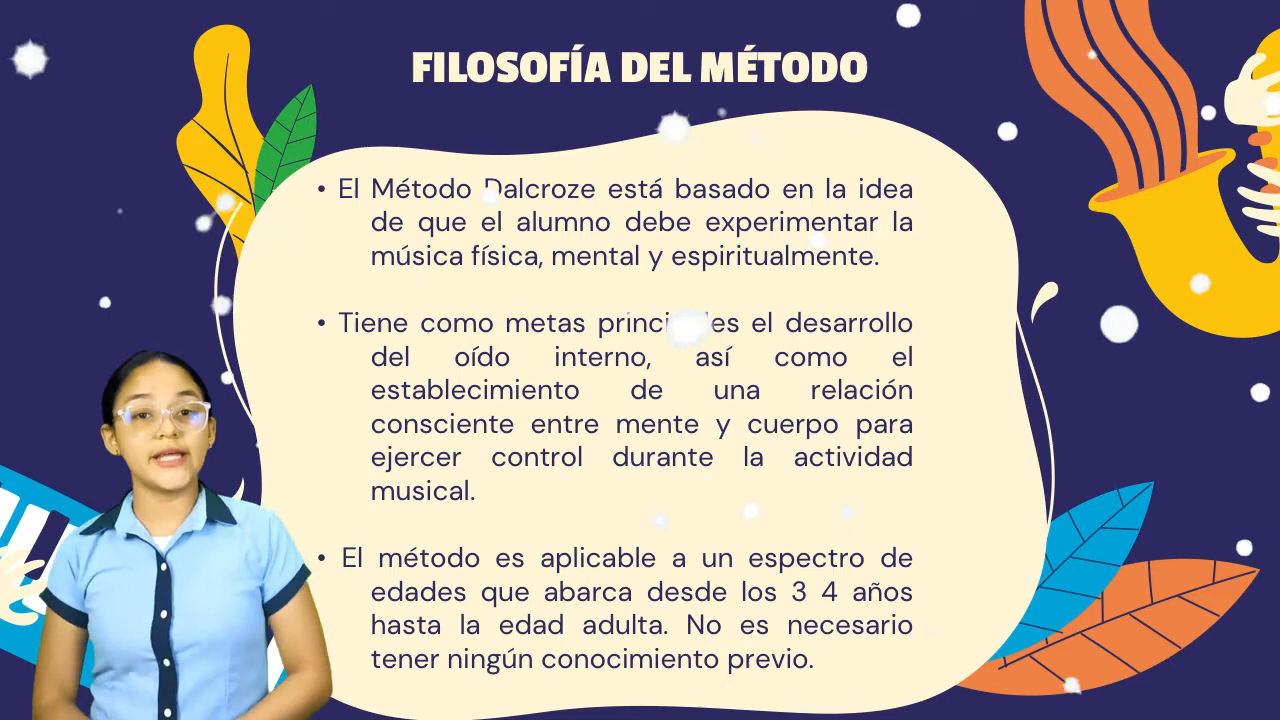 FILOSOFÍA DEL MÉTODO
• El Método Dalcroze está basado en la idea
de que el alumno debe experimentar la
música física, mental y espiritualmente.
• Tiene como metas principales el desarrollo
del oído interno, así como el
establecimiento de una relación
consciente entre mente y cuerpo para
ejercer control durante la actividad
musical.
• El método es aplicable a un espectro de
edades que abarca desde los 3 4 años
hasta la edad adulta. No es necesario
tener ningún conocimiento previo.